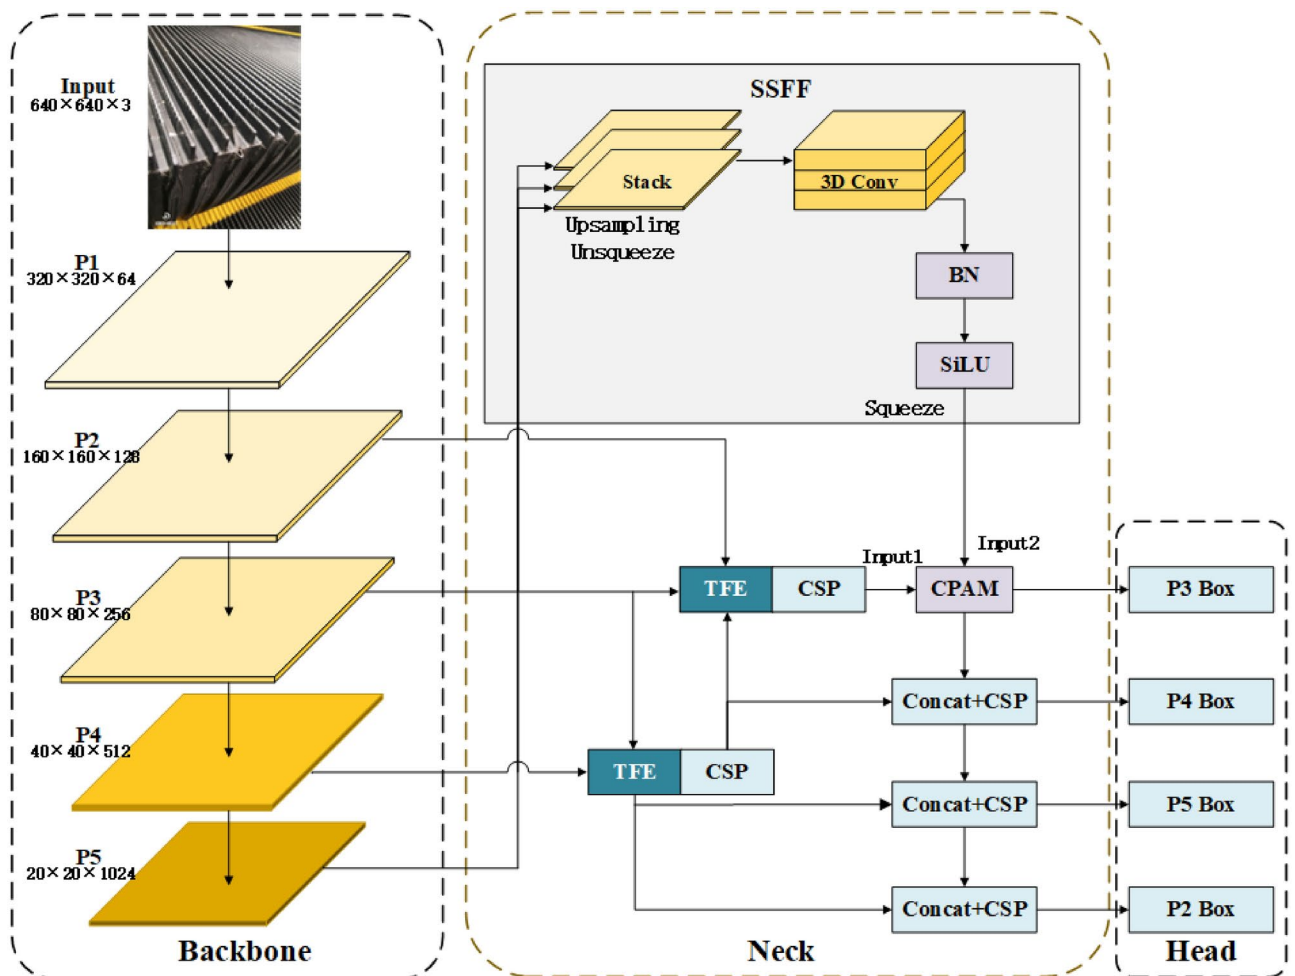 Input
640×640×3
P1
320×320×64
P2
160×160×128
P3
80×80×256
P4
40×40×512
P5
20×20×1024
Backbone
SSFF
Stack
3D Conv
Upsampling
Unsqueeze
BN
SiLU
Squeeze
Input1
Input2
TFE
CSP
CPAM
Concat+CSP
TFE
CSP
Concat+CSP
Concat+CSP
Neck
P3 Box
P4 Box
P5 Box
P2 Box
Head